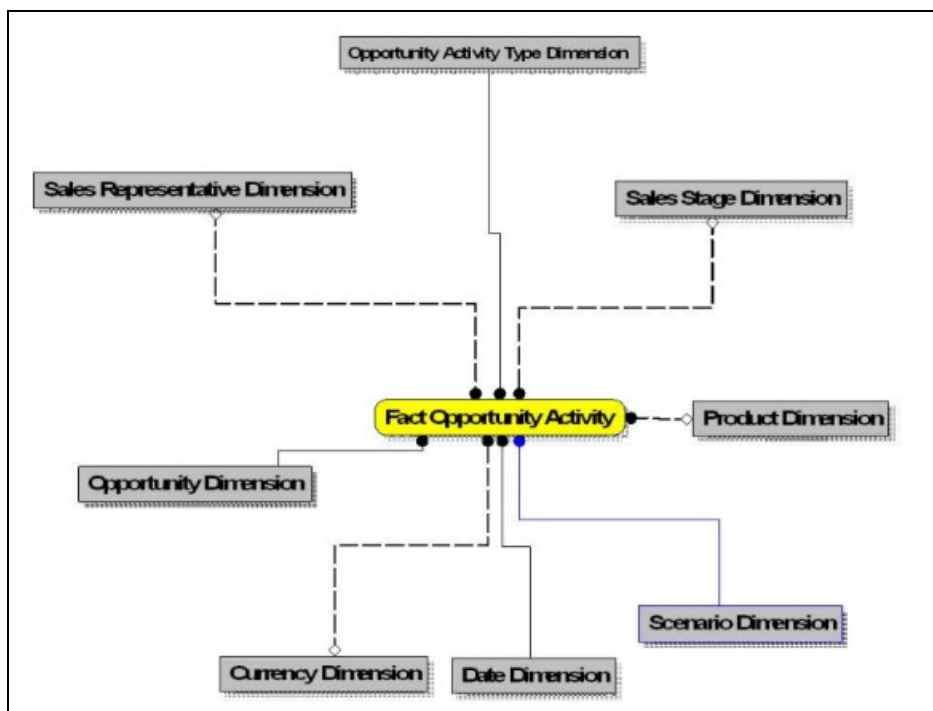 Opportunity Activity Type Dimension
Sales Representative Dimension
Sales Stage Dimension
Fact Opportunity Activity
Product Dimension
Opportunity Dimension
Scenario Dimension
Currency Dimension
Date Dimension